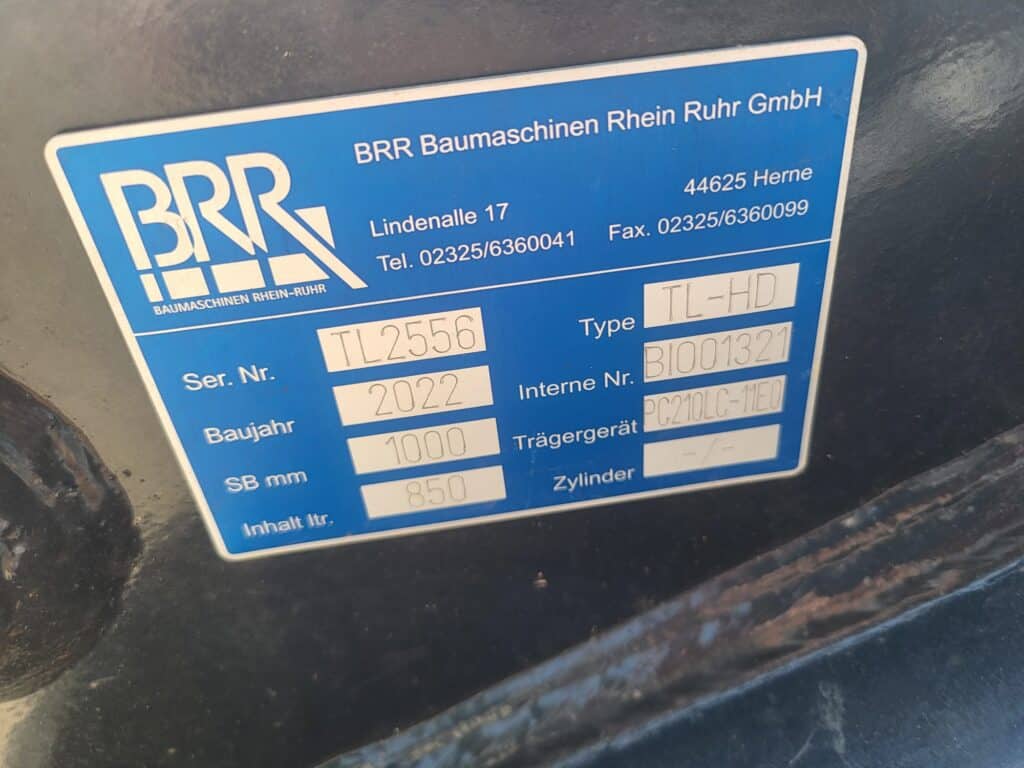 BRR
BAUMASCHINEN RHEIN-RUHR
BRR Baumaschinen Rhein Ruhr GmbH
Lindenalle 17 44625 Herne
Tel. 02325/6360041 Fax. 02325/6360099
Ser. Nr. TL2556 Type TL-HD
Baujahr 2022 Interne Nr. BI001321
SB mm 1000 Trägergerät PC210LC-11E0
Inhalt ltr. 850 Zylinder -/-